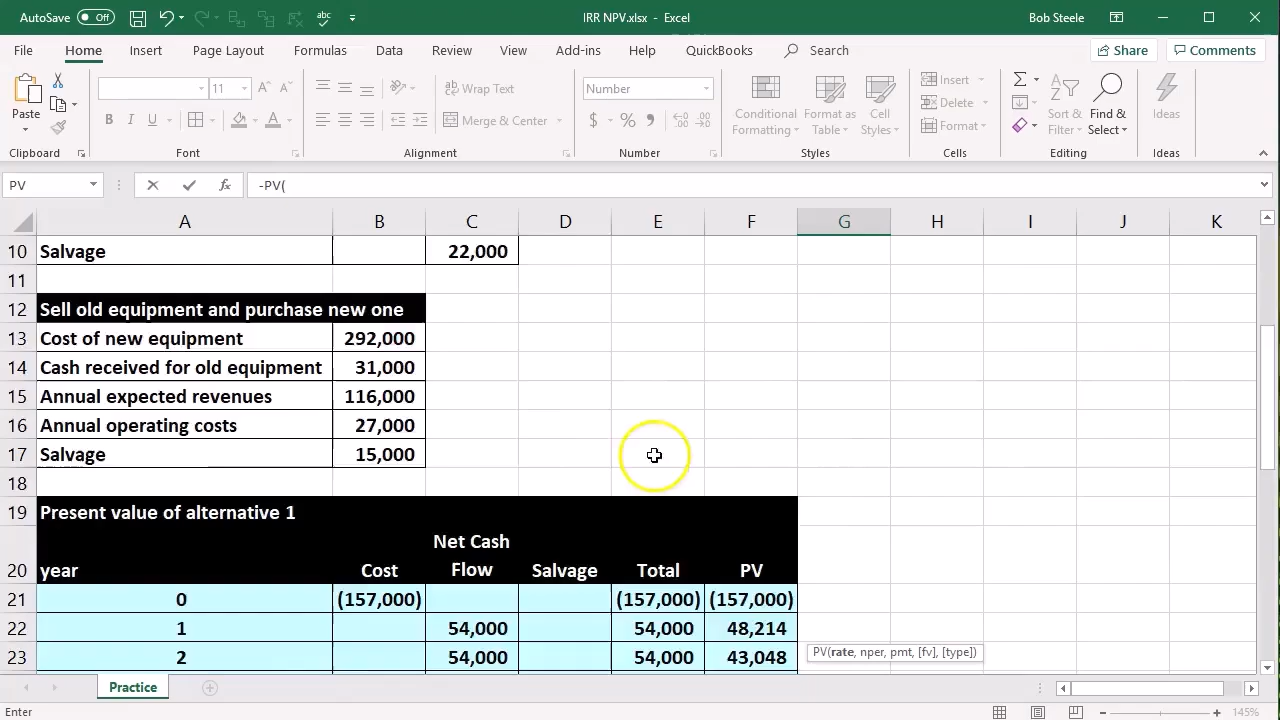 AutoSave Off
abc
IRR NPV.xlsx - Excel
Bob Steele
File Home Insert Page Layout Formulas Data Review View Add-ins Help QuickBooks Search Share Comments
Paste
11 A A
Wrap Text
Number
Conditional Formatting
Format as Table
Cell Styles
Insert
Delete
Format
Sort & Filter
Find & Select
Ideas
B I U A
Merge & Center
$ % ,
Clipboard Font Alignment Number Styles Cells Editing Ideas
PV fx -PV(
A B C D E F G H I J K
10 Salvage 22,000
11
12 Sell old equipment and purchase new one
13 Cost of new equipment 292,000
14 Cash received for old equipment 31,000
15 Annual expected revenues 116,000
16 Annual operating costs 27,000
17 Salvage 15,000
18
19 Present value of alternative 1
Net Cash
20 year Cost Flow Salvage Total PV
21 0 (157,000) (157,000) (157,000)
22 1 54,000 54,000 48,214
23 2 54,000 54,000 43,048
PV(rate, nper, pmt, [fv], [type])
Practice
Enter 145%